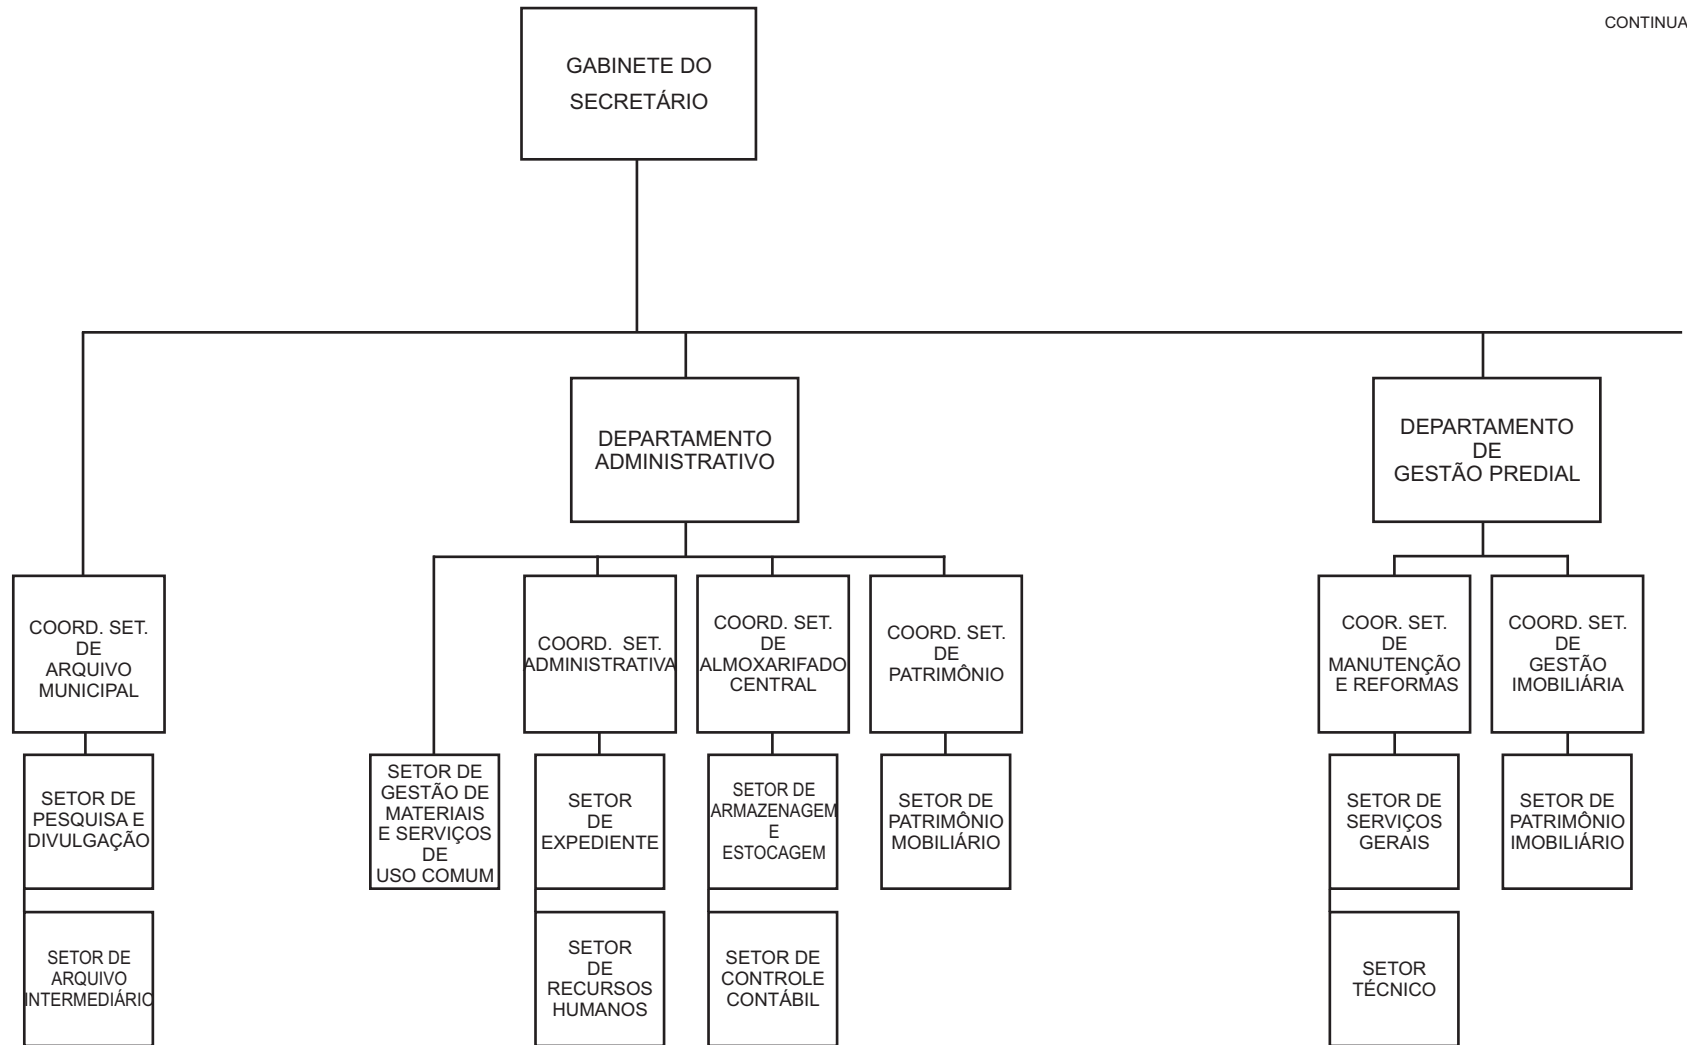 CONTINUA
GABINETE DO
SECRETÁRIO
DEPARTAMENTO
ADMINISTRATIVO
DEPARTAMENTO
DE
GESTÃO PREDIAL
COORD. SET.
DE
ARQUIVO
MUNICIPAL
COORD. SET.
ADMINISTRATIVA
COORD. SET.
DE
ALMOXARIFADO
CENTRAL
COORD. SET.
DE
PATRIMÔNIO
COOR. SET.
DE
MANUTENÇÃO
E REFORMAS
COORD. SET.
DE
GESTÃO
IMOBILIÁRIA
SETOR DE
PESQUISA E
DIVULGAÇÃO
SETOR DE
GESTÃO DE
MATERIAIS
E SERVIÇOS
DE
USO COMUM
SETOR
DE
EXPEDIENTE
SETOR DE
ARMAZENAGEM
E
ESTOCAGEM
SETOR DE
PATRIMÔNIO
MOBILIÁRIO
SETOR DE
SERVIÇOS
GERAIS
SETOR DE
PATRIMÔNIO
IMOBILIÁRIO
SETOR DE
ARQUIVO
INTERMEDIÁRIO
SETOR
DE
RECURSOS
HUMANOS
SETOR DE
CONTROLE
CONTÁBIL
SETOR
TÉCNICO